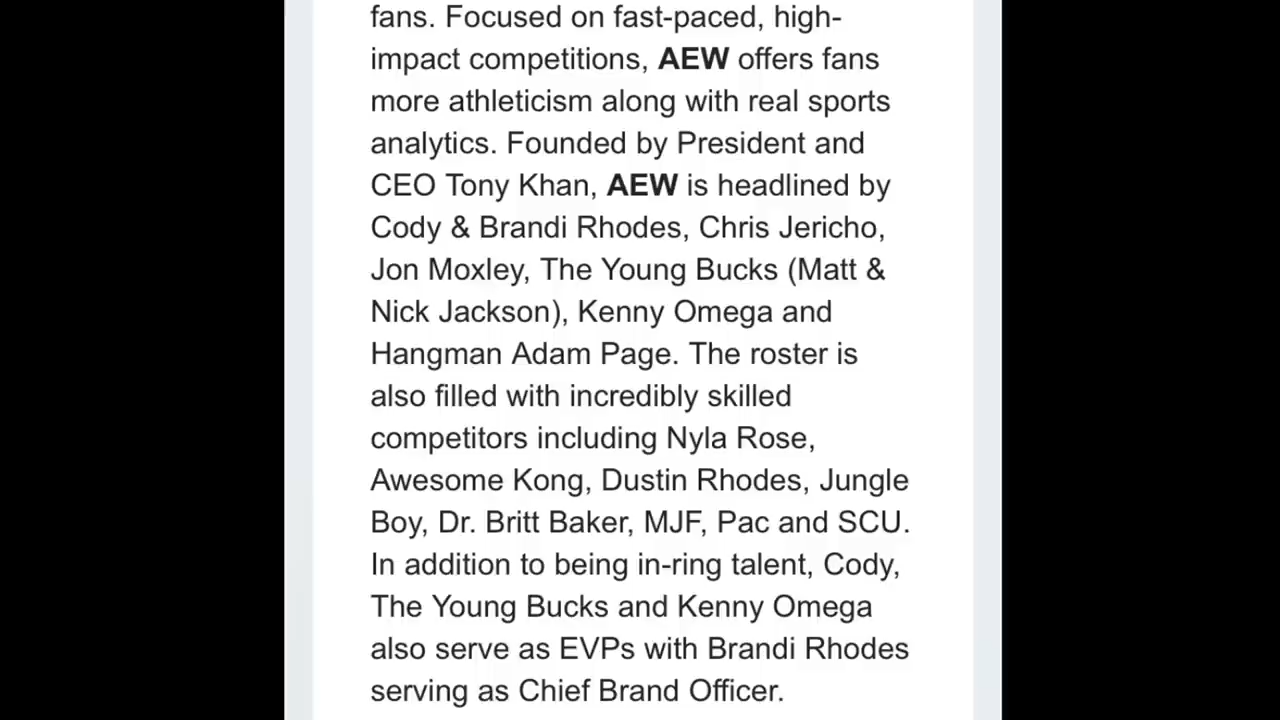 fans. Focused on fast-paced, high-
impact competitions, AEW offers fans
more athleticism along with real sports
analytics. Founded by President and
CEO Tony Khan, AEW is headlined by
Cody & Brandi Rhodes, Chris Jericho,
Jon Moxley, The Young Bucks (Matt &
Nick Jackson), Kenny Omega and
Hangman Adam Page. The roster is
also filled with incredibly skilled
competitors including Nyla Rose,
Awesome Kong, Dustin Rhodes, Jungle
Boy, Dr. Britt Baker, MJF, Pac and SCU.
In addition to being in-ring talent, Cody,
The Young Bucks and Kenny Omega
also serve as EVPs with Brandi Rhodes
serving as Chief Brand Officer.